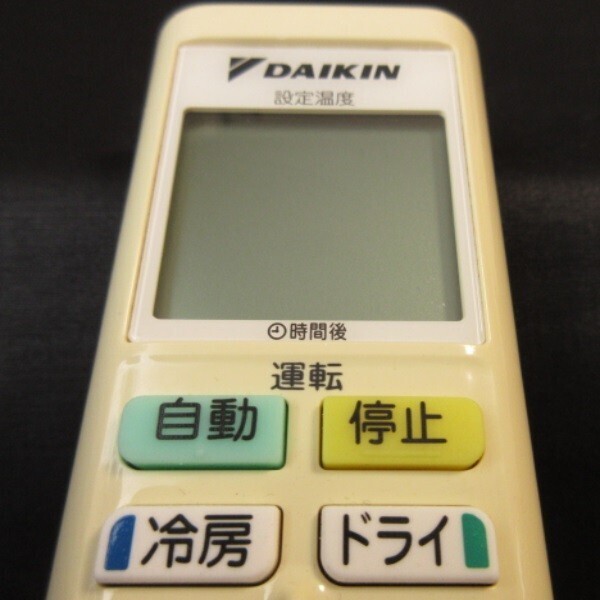 DAIKIN
設定温度
時間後
運転
自動 停止
冷房 ドライ